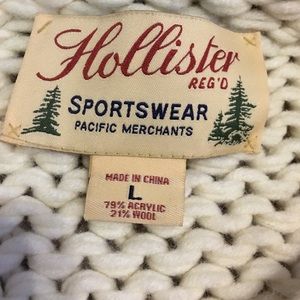 Hollister
REG'D
SPORTSWEAR
PACIFIC MERCHANTS
MADE IN CHINA
L
79% ACRYLIC
21% WOOL